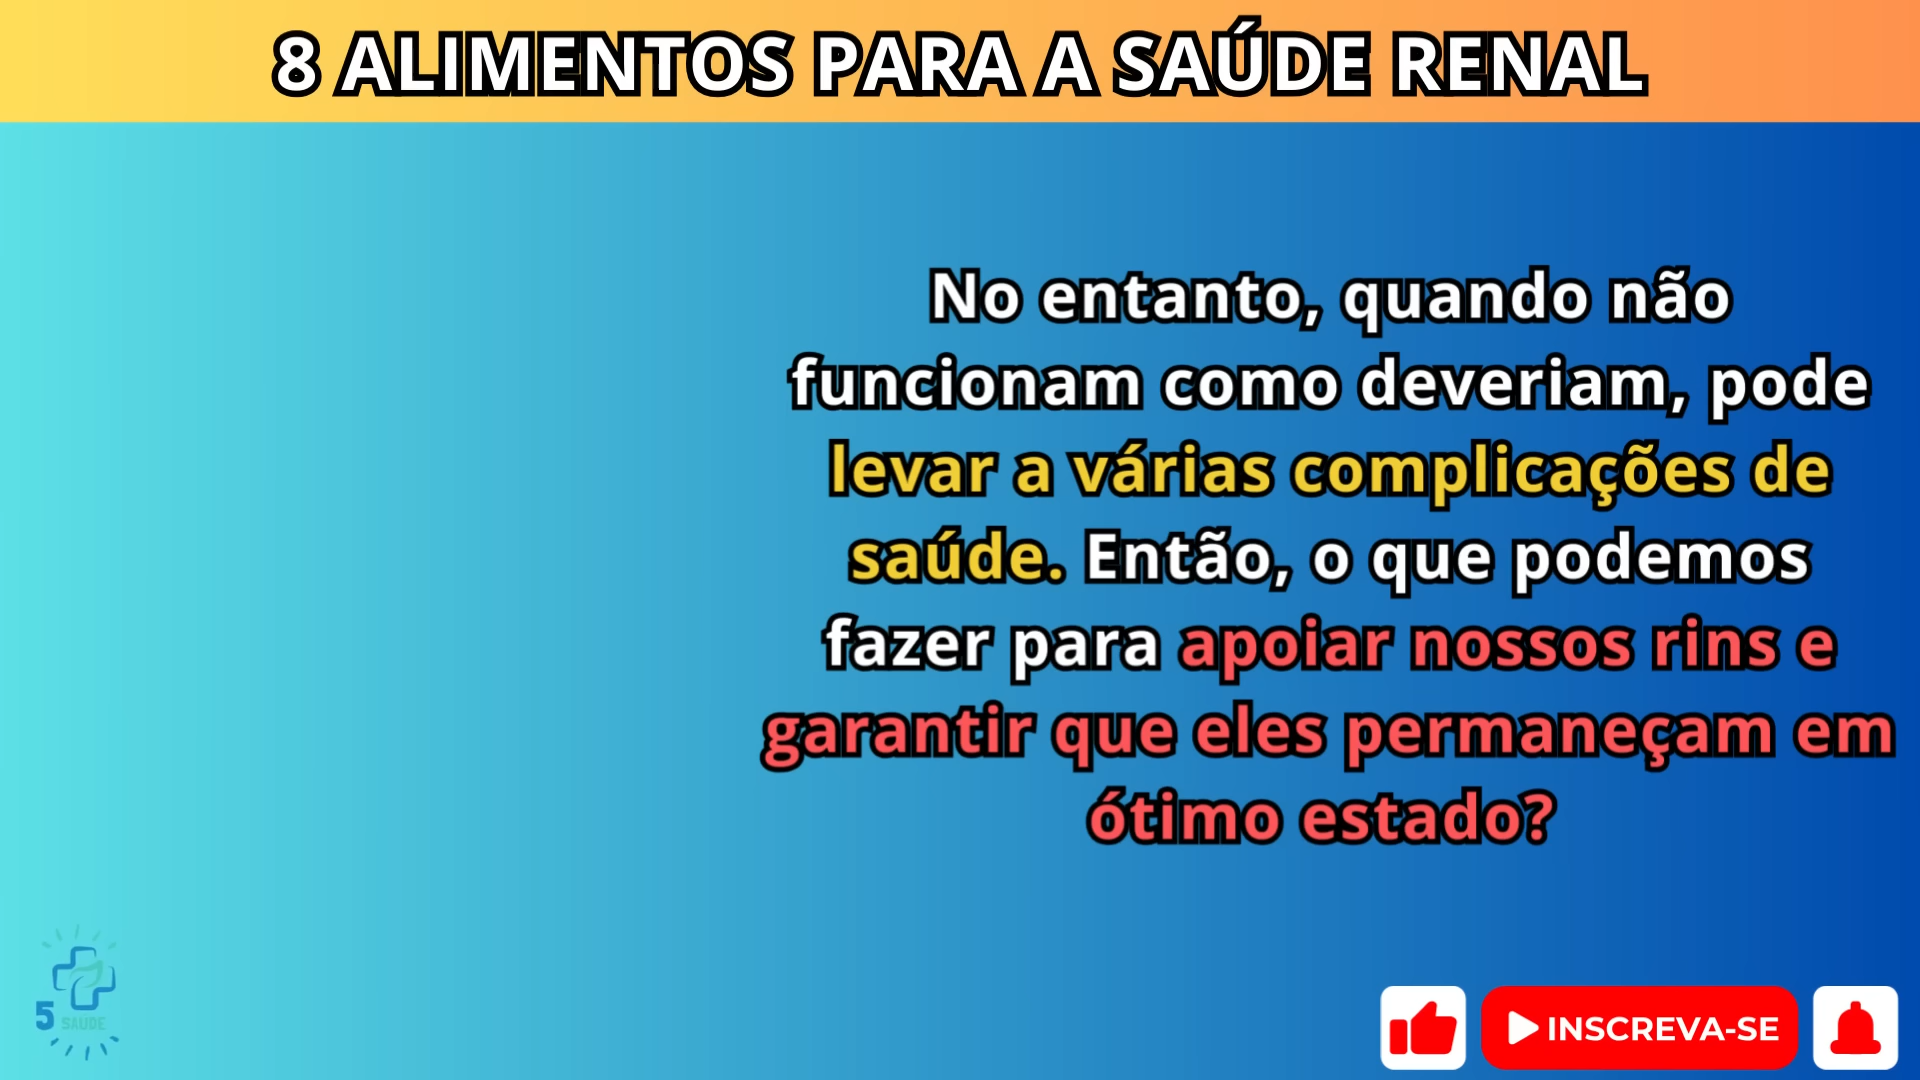 8 ALIMENTOS PARA A SAÚDE RENAL
No entanto, quando não
funcionam como deveriam, pode
levar a várias complicações de
saúde. Então, o que podemos
fazer para apoiar nossos rins e
garantir que eles permaneçam em
ótimo estado?
5 SAUDE
INSCREVA-SE